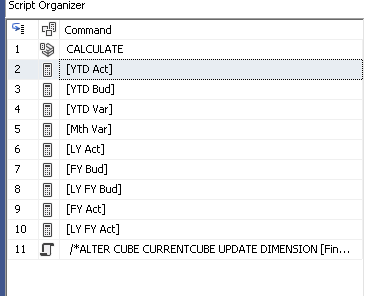 Script Organizer
Command
1 CALCULATE
2 [YTD Act]
3 [YTD Bud]
4 [YTD Var]
5 [Mth Var]
6 [LY Act]
7 [FY Bud]
8 [LY FY Bud]
9 [FY Act]
10 [LY FY Act]
11 /*ALTER CUBE CURRENTCUBE UPDATE DIMENSION [Fin...